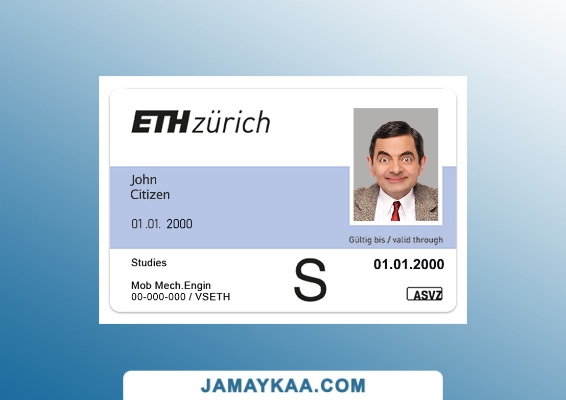 ETH zürich
John
Citizen
01.01. 2000
Gültig bis / valid through
Studies
01.01.2000
S
Mob Mech.Engin
00-000-000 / VSETH
ASVZ
JAMAYKAA.COM